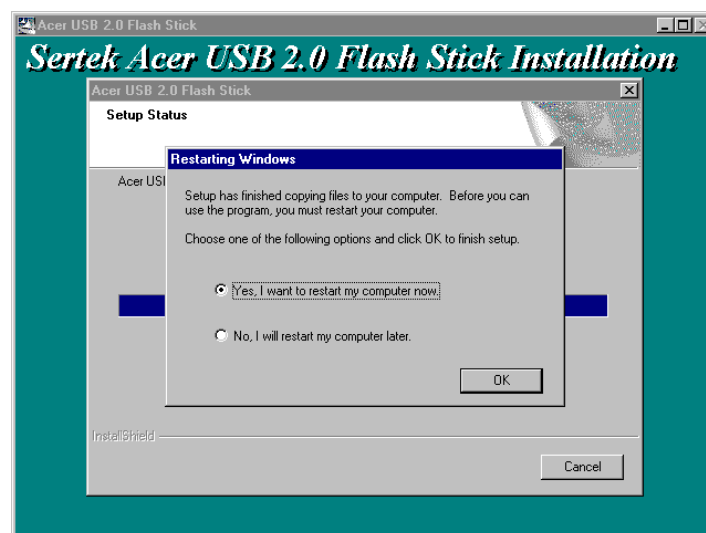 Acer USB 2.0 Flash Stick
Sertek Acer USB 2.0 Flash Stick Installation
Acer USB 2.0 Flash Stick
Setup Status
Restarting Windows
Acer USI
Setup has finished copying files to your computer. Before you can
use the program, you must restart your computer.
Choose one of the following options and click OK to finish setup.
Yes, I want to restart my computer now.
No, I will restart my computer later.
OK
InstallShield
Cancel